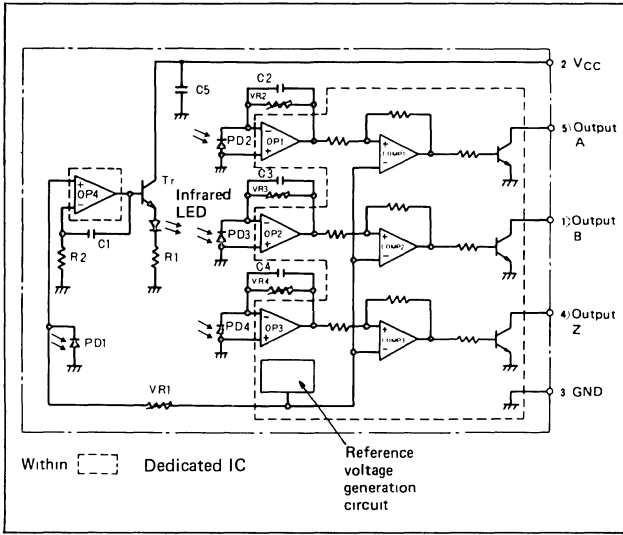 2 VCC
C2
VR2
C5
PD2
OP1
COMP1
5) Output
A
Tr
Infrared
LED
OP4
C3
VR3
C1
R2
R1
PD3
OP2
COMP2
1) Output
B
C4
VR4
PD4
OP3
COMP3
4) Output
Z
PD1
VR1
3 GND
Reference
voltage
generation
circuit
Within Dedicated IC